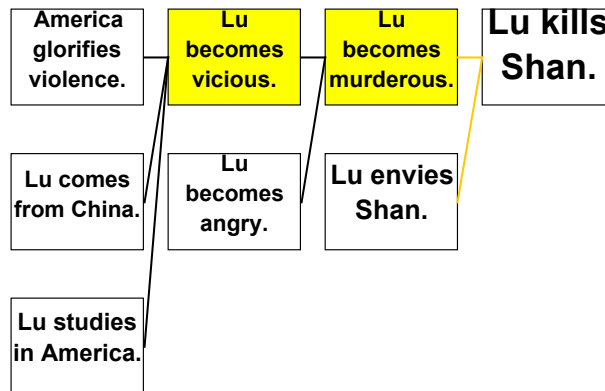 America
glorifies
violence.
Lu
becomes
vicious.
Lu
becomes
murderous.
Lu kills
Shan.
Lu comes
from China.
Lu
becomes
angry.
Lu envies
Shan.
Lu studies
in America.